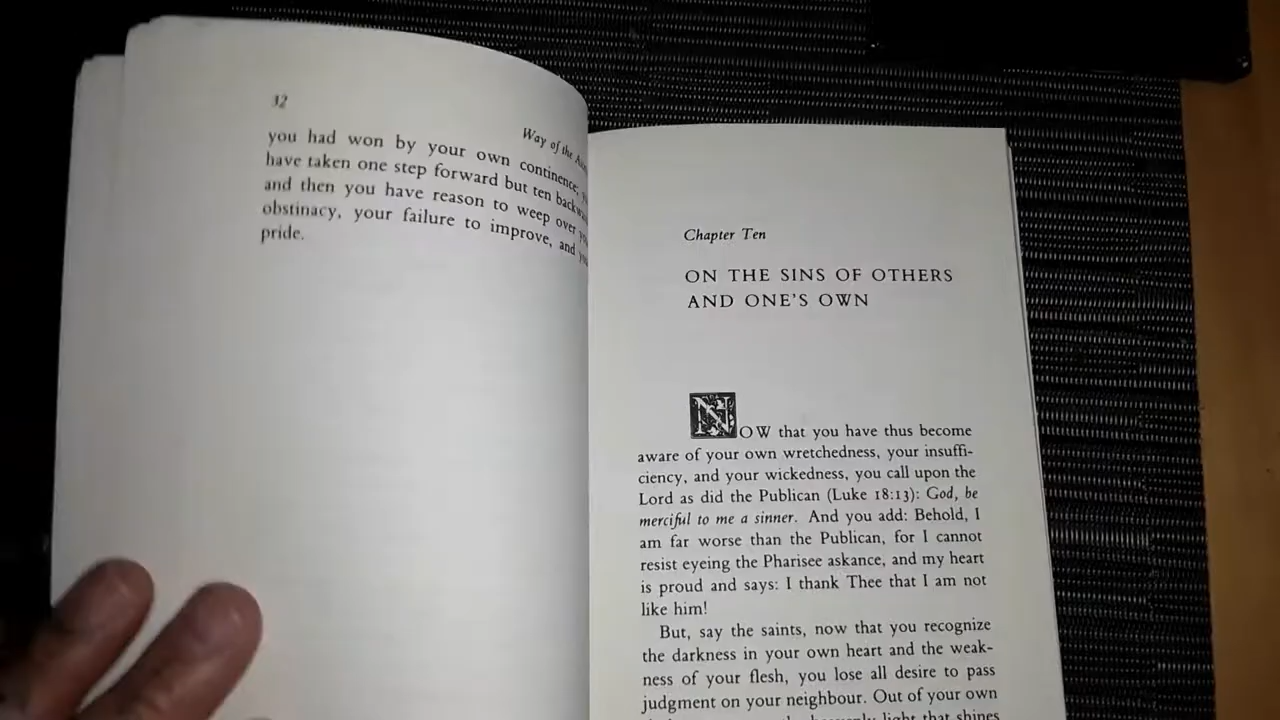 32
Way of the
you had won by your own continence,
have taken one step forward but ten
and then you have reason to weep over
obstinacy, your failure to improve, and
pride.
Chapter Ten
ON THE SINS OF OTHERS
AND ONE'S OWN
NOW that you have thus become
aware of your own wretchedness, your insuffi-
ciency, and your wickedness, you call upon the
Lord as did the Publican (Luke 18:13): God, be
merciful to me a sinner. And you add: Behold, I
am far worse than the Publican, for I cannot
resist eyeing the Pharisee askance, and my heart
is proud and says: I thank Thee that I am not
like him!
But, say the saints, now that you recognize
the darkness in your own heart and the weak-
ness of your flesh, you lose all desire to pass
judgment on your neighbour. Out of your own
heavenly light that shines